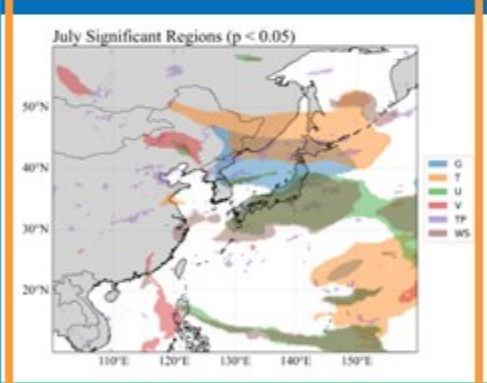 July Significant Regions (p < 0.05)
50°N
40°N
30°N
20°N
110°E 120°E 130°E 140°E 150°E
G
T
U
V
TP
WS